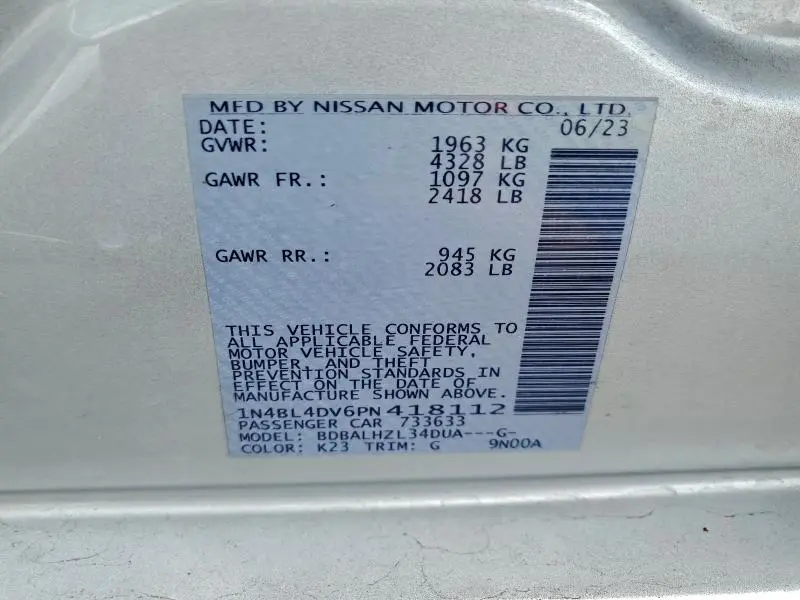 MFD BY NISSAN MOTOR CO., LTD.
DATE: 06/23
GVWR: 1963 KG
4328 LB
GAWR FR.: 1097 KG
2418 LB
GAWR RR.: 945 KG
2083 LB
THIS VEHICLE CONFORMS TO
ALL APPLICABLE FEDERAL
MOTOR VEHICLE SAFETY,
BUMPER, AND THEFT
PREVENTION STANDARDS IN
EFFECT ON THE DATE OF
MANUFACTURE SHOWN ABOVE.
1N4BL4DV6PN418112
PASSENGER CAR 733633
MODEL: BDBALHZL34DUA---G-
COLOR: K23 TRIM: G 9N00A